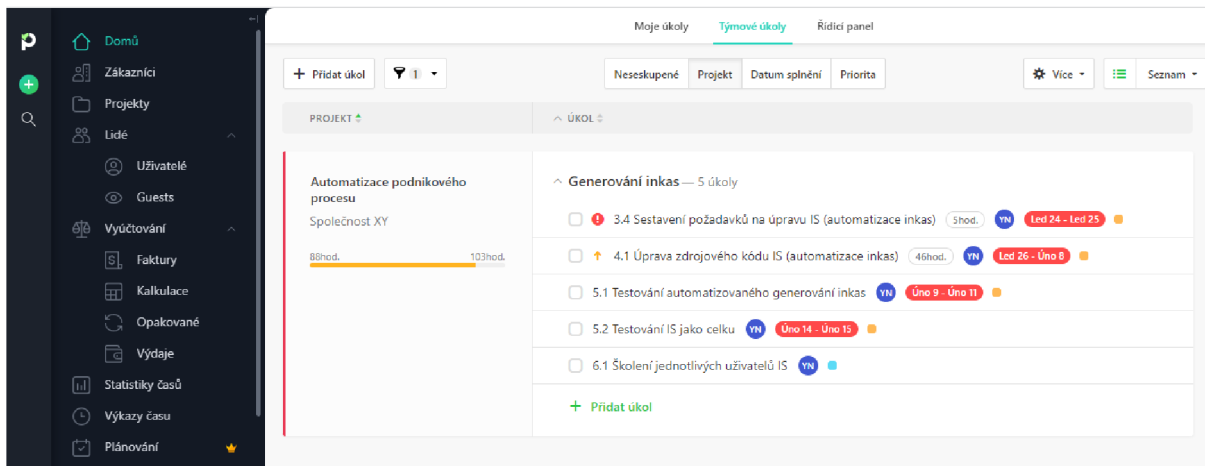 Moje úkoly Týmové úkoly Řídicí panel
Domů
Zákazníci
Projekty
Lidé
Uživatelé
Guests
Vyúčtování
Faktury
Kalkulace
Opakované
Výdaje
Statistiky časů
Výkazy času
Plánování
+ Přidat úkol 1 Neseskupené Projekt Datum splnění Priorita Více Seznam
PROJEKT ÚKOL
Automatizace podnikového
procesu
Společnost XY
88hod. 103hod.
Generování inkas — 5 úkoly
3.4 Sestavení požadavků na úpravu IS (automatizace inkas) 5hod. YN Led 24 - Led 25
4.1 Úprava zdrojového kódu IS (automatizace inkas) 46hod. YN Led 26 - Úno 8
5.1 Testování automatizovaného generování inkas YN Úno 9 - Úno 11
5.2 Testování IS jako celku YN Úno 14 - Úno 15
6.1 Školení jednotlivých uživatelů IS YN
+ Přidat úkol